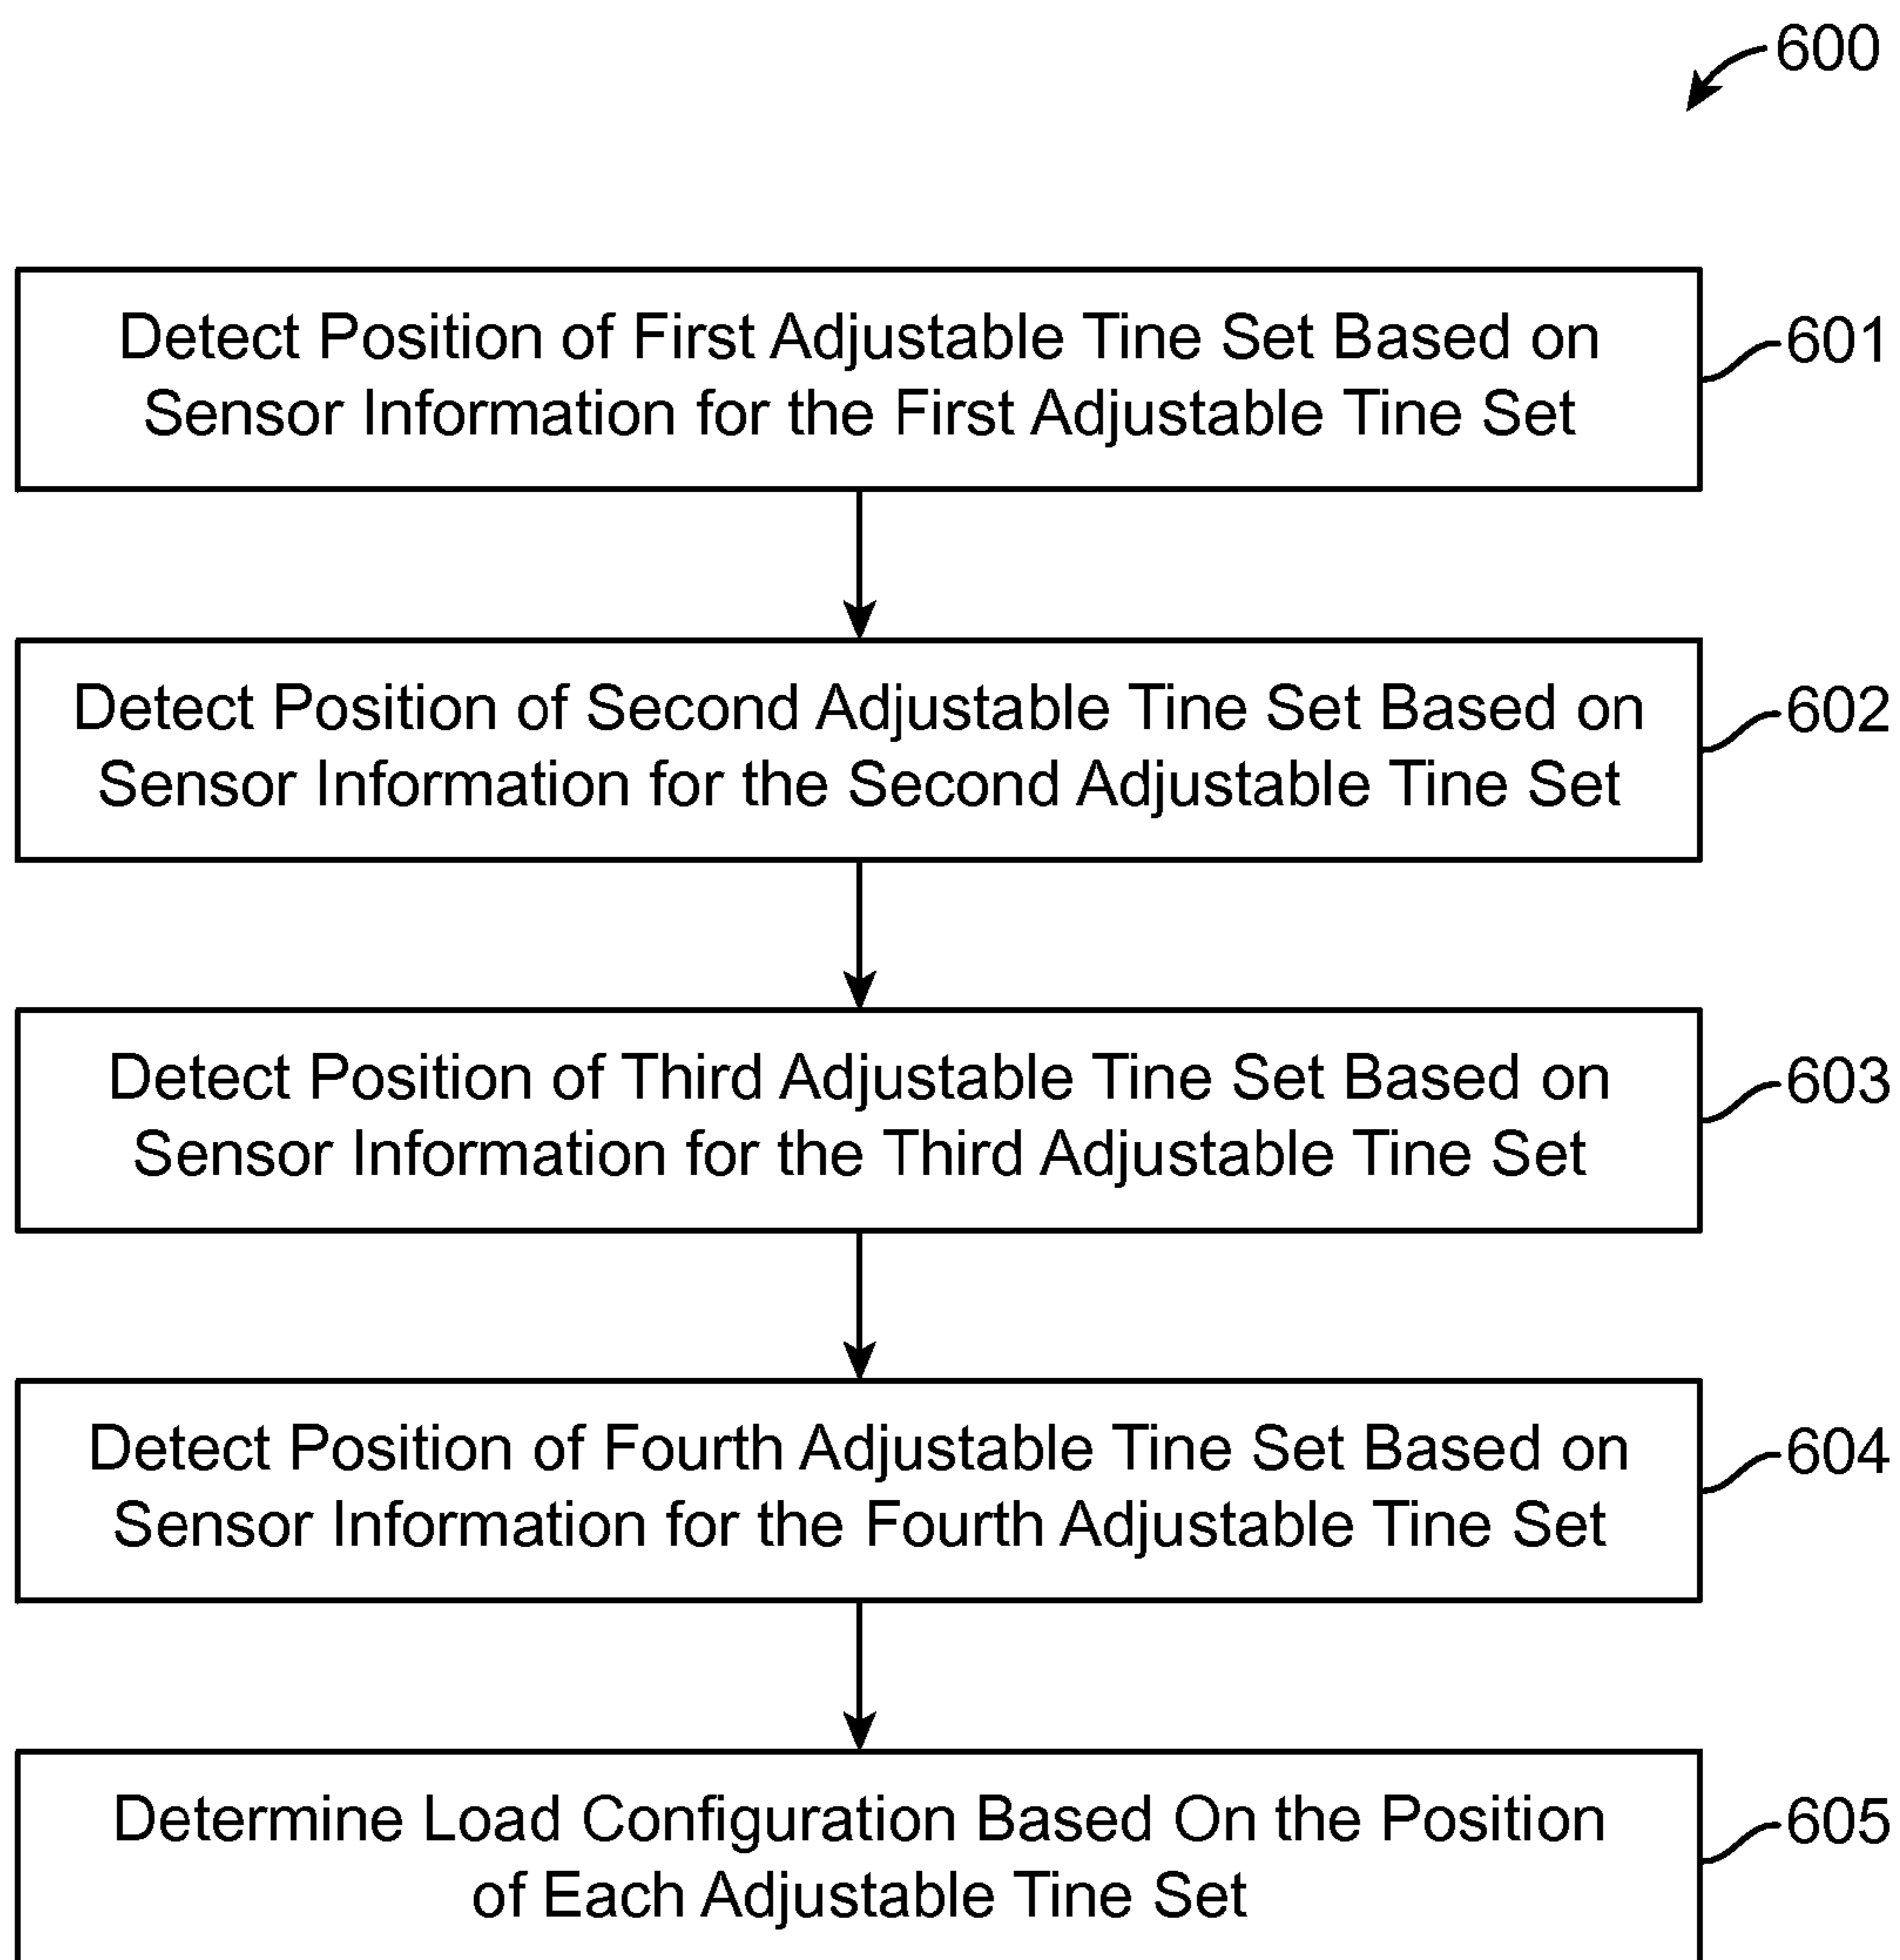 600
Detect Position of First Adjustable Tine Set Based on
Sensor Information for the First Adjustable Tine Set
601
Detect Position of Second Adjustable Tine Set Based on
Sensor Information for the Second Adjustable Tine Set
602
Detect Position of Third Adjustable Tine Set Based on
Sensor Information for the Third Adjustable Tine Set
603
Detect Position of Fourth Adjustable Tine Set Based on
Sensor Information for the Fourth Adjustable Tine Set
604
Determine Load Configuration Based On the Position
of Each Adjustable Tine Set
605